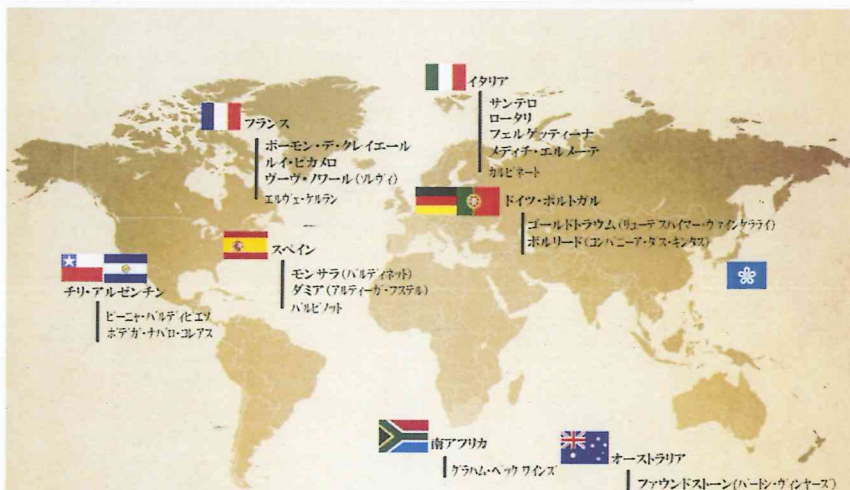 イタリア
サンテロ
ロータリ
フェルゲッティーナ
メディチ・エルメーテ
カルピネート
フランス
ボーモン・デ・クレイエール
ルイ・ピカメロ
ヴーヴ・ノワール(ソレヴィ)
エルヴェ・ケルラン
ドイツ・ポルトガル
ゴールドトラウム(リューデスハイマー・ヴァインケラライ)
ポルリード(コンパニーア・ダス・キンタス)
スペイン
モンサラ(バルディネット)
ダミア(アルティーガ・フステル)
バルビノット
チリ・アルゼンチン
ビーニャ・バルディビエソ
ボデガ・ナバロ・コレアス
南アフリカ
グラハム・ベック ワインズ
オーストラリア
ファウンドストーン(バートン・ヴィンヤーズ)